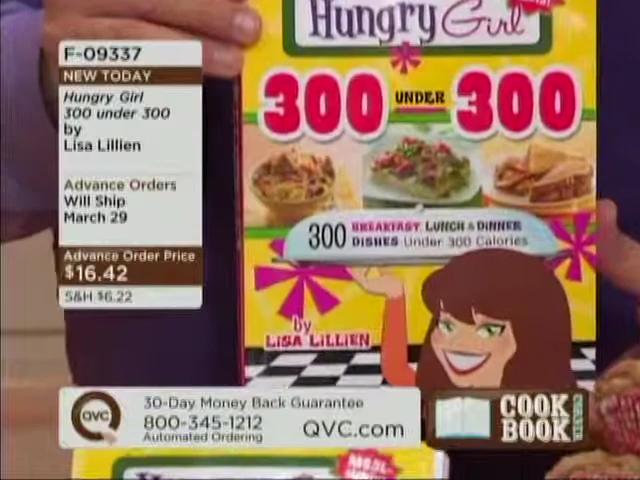 F-09337
NEW TODAY
Hungry Girl
300 under 300
by
Lisa Lillien
Advance Orders
Will Ship
March 29
Advance Order Price
$16.42
S&H $6.22
Hungry Girl
300 UNDER 300
300 BREAKFAST, LUNCH & DINNER
DISHES Under 300 Calories
by
LISA LILLIEN
QVC
30-Day Money Back Guarantee
800-345-1212
Automated Ordering
QVC.com
COOK
BOOK